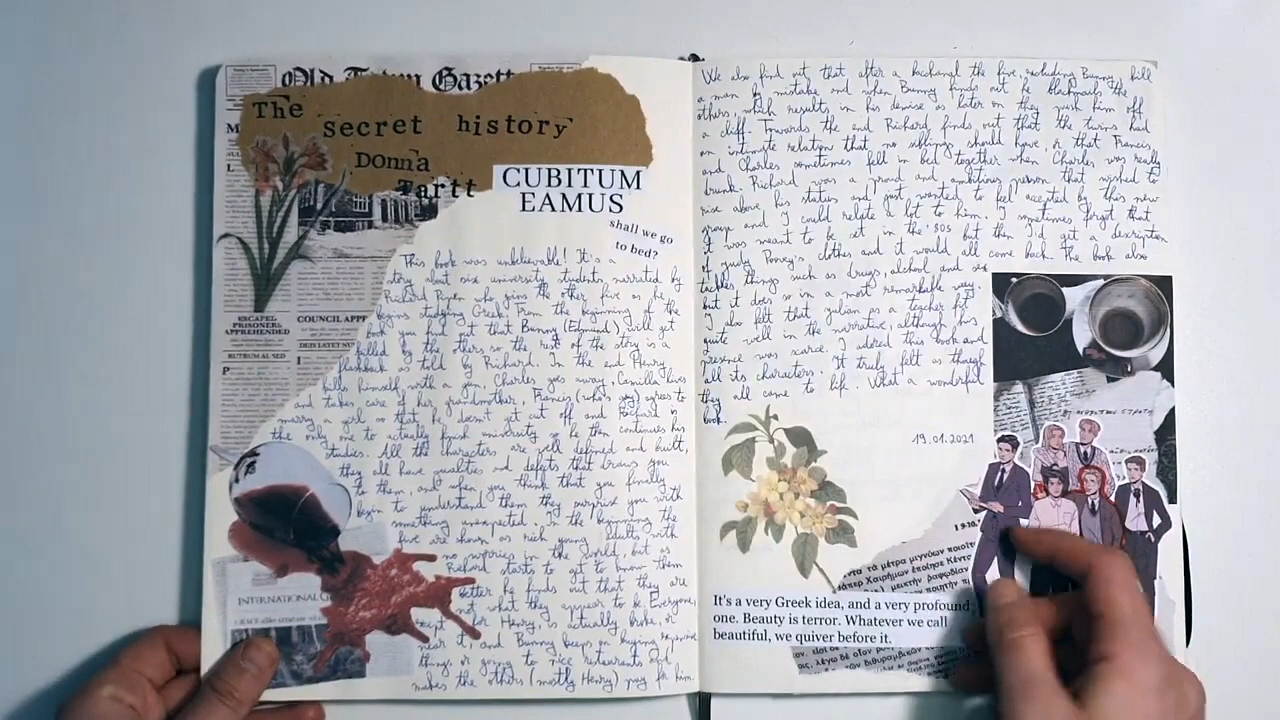 Old Gazett
The
secret history
Donna
Tartt
CUBITUM
EAMUS
shall we go
to bed?
ESCAPEL
PRISONERS
APPREHENDED
COUNCIL APP
RUTRUM AL SED
This book was unbelievable! It's a
story about six university students, narrated by
Richard Papen who joins the other five as he
begins studying Greek. From the beginning of the
book you find out that Bunny (Edmund) will get
killed by the others, so the rest of the story is a
flashback as told by Richard. In the end Henry
kills himself with a gun, Charles goes away, Camilla lives
and takes care of her grandmother, Francis, who's gay, agrees to
marry a girl so that he doesn't get cut off and Richard is
the only one to actually finish university as he then continues his
studies. All the characters are well defined and built,
they all have qualities and defects that draws you
to them, and when you think that you finally
begin to understand them they surprise you with
something unexpected. In the beginning the
five are shown as rich young adults with
no worries in the world, but as
Richard starts to get to know them
better he finds out that they are
not what they appear to be. Everyone
except for Henry is actually broke, or
near it, and Bunny keeps on buying expensive
things or going to nice restaurants and
makes the others (mostly Henry) pay for him.
INTERNATIONAL G
We also find out that after a bachanal the five, excluding Bunny, kill
a man by mistake and when Bunny finds out he blackmails the
others which results in his demise as later on they push him off
a cliff. Towards the end Richard finds out that the twins had
an intimate relation that no sibling should have, or that Francis
and Charles sometimes fell in bed together when Charles was really
drunk. Richard is a proud and ambitious person that wished to
rise above his status and just wanted to feel accepted by his new
group and I could relate a lot to him. I sometimes forgot that
it was meant to be set in the '80s but then I'd get a description
of someone's clothes and it would all come back. The book also
tackles things such as drugs, alchool and sex
but it does so in a most remarkable way.
I also felt that Julian as a teacher fit
quite well in the narrative, although his
was scarce. I adored this book and
all its characters. It truly felt as though
they all came to life. What a wonderful
book.
19.01.2021
It's a very Greek idea, and a very profound
one. Beauty is terror. Whatever we call
beautiful, we quiver before it.